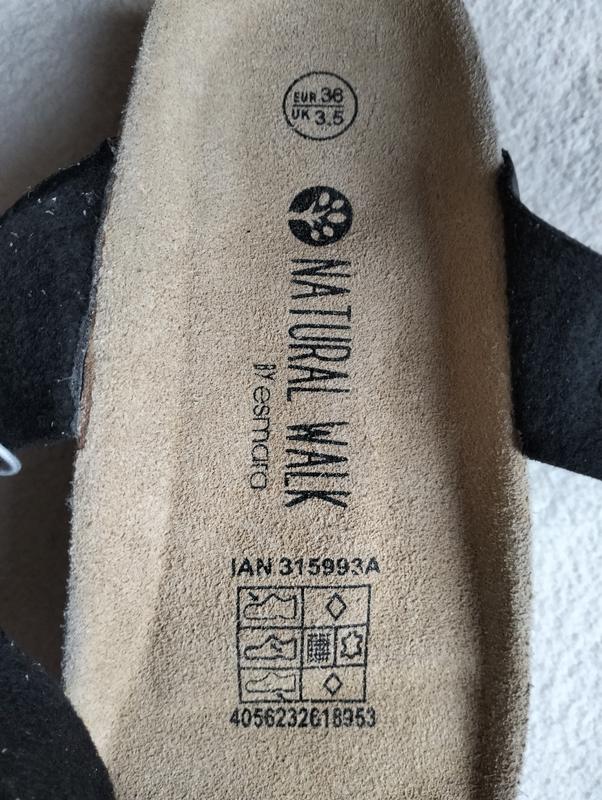 EUR 36
UK 3.5
NATURAL WALK
BY esmara
IAN 315993A
4056232618953